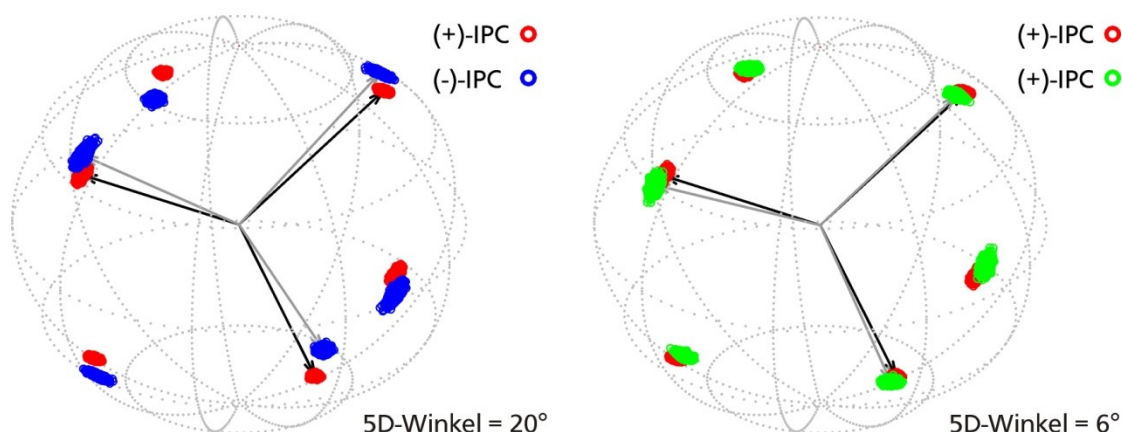 (+)-IPC
(-)-IPC
5D-Winkel = 20°
(+)-IPC
(+)-IPC
5D-Winkel = 6°